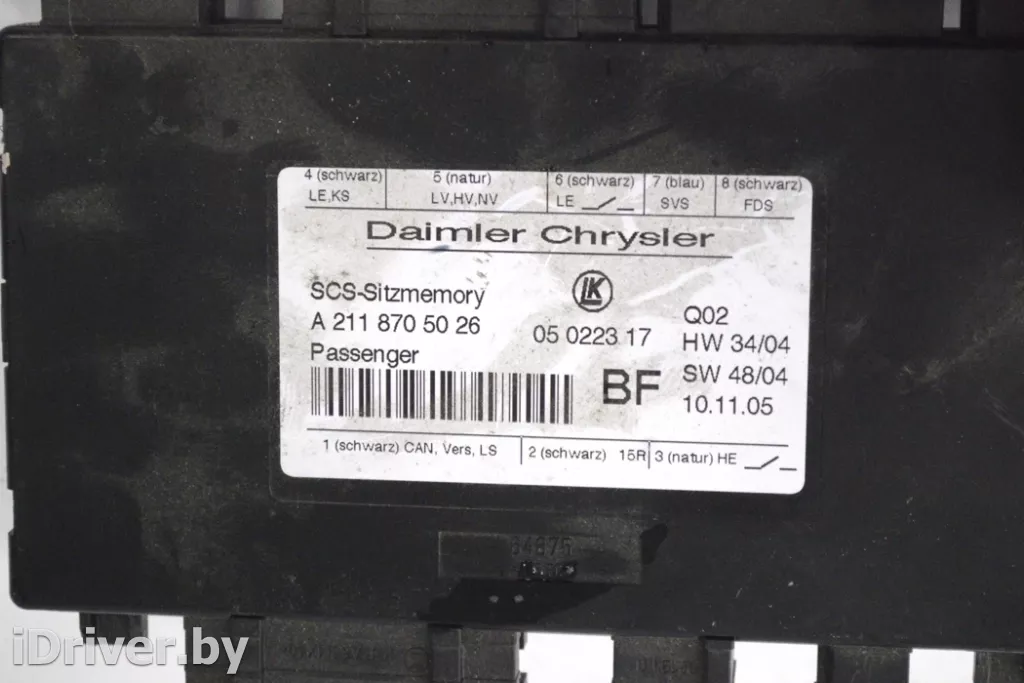 4 (schwarz) 5 (natur) 6 (schwarz) 7 (blau) 8 (schwarz)
LE,KS LV,HV,NV LE SVS FDS
Daimler Chrysler
SCS-Sitzmemory LK Q02
A 211 870 50 26 05 0223 17 HW 34/04
Passenger BF SW 48/04
10.11.05
1 (schwarz) CAN, Vers, LS 2 (schwarz) 15R 3 (natur) HE
64875
iDriver.by